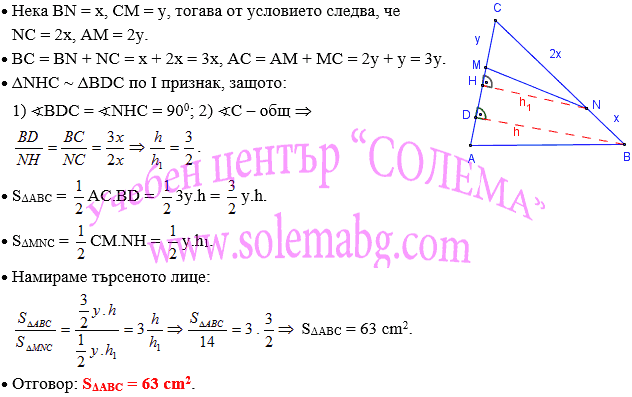 • Нека BN = x, CM = y, тогава от условието следва, че
NC = 2x, AM = 2y.
• BC = BN + NC = x + 2x = 3x, AC = AM + MC = 2y + y = 3y.
• ΔNHC ~ ΔBDC по I признак, защото:
1) ∢BDC = ∢NHC = 90⁰; 2) ∢C – общ ⇒
BD/NH = BC/NC = 3x/2x ⇒ h/h₁ = 3/2.
• S_ΔABC = 1/2 AC.BD = 1/2 3y.h = 3/2 y.h.
• S_ΔMNC = 1/2 CM.NH = 1/2 y.h₁.
• Намираме търсеното лице:
S_ΔABC/S_ΔMNC = (3/2 y.h)/(1/2 y.h₁) = 3 h/h₁ ⇒ S_ΔABC/14 = 3 . 3/2 ⇒ S_ΔABC = 63 cm².
• Отговор: S_ΔABC = 63 cm².
C
y
2x
M
H
h₁
N
D
x
h
A
B
учебен център “СОЛЕМА”
www.solemabg.com